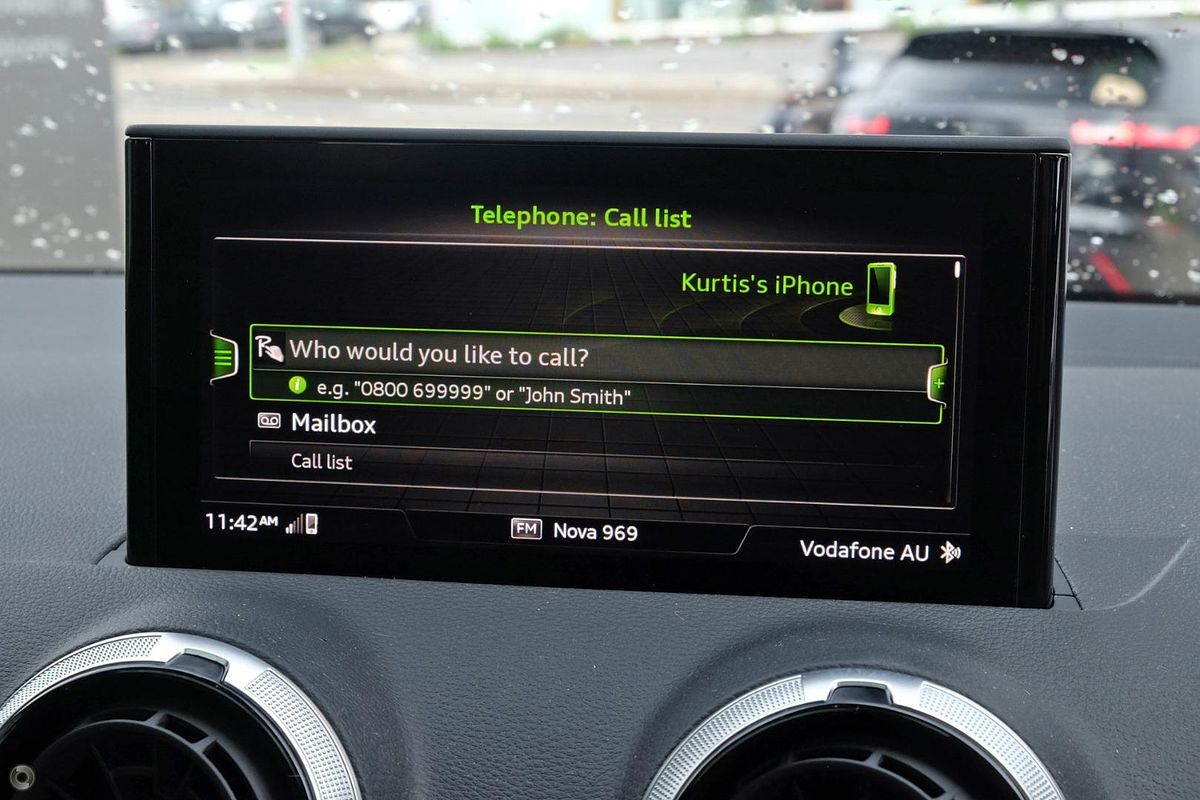 Telephone: Call list
Kurtis's iPhone
Who would you like to call?
i e.g. "0800 699999" or "John Smith"
Mailbox
Call list
11:42AM
FM Nova 969
Vodafone AU